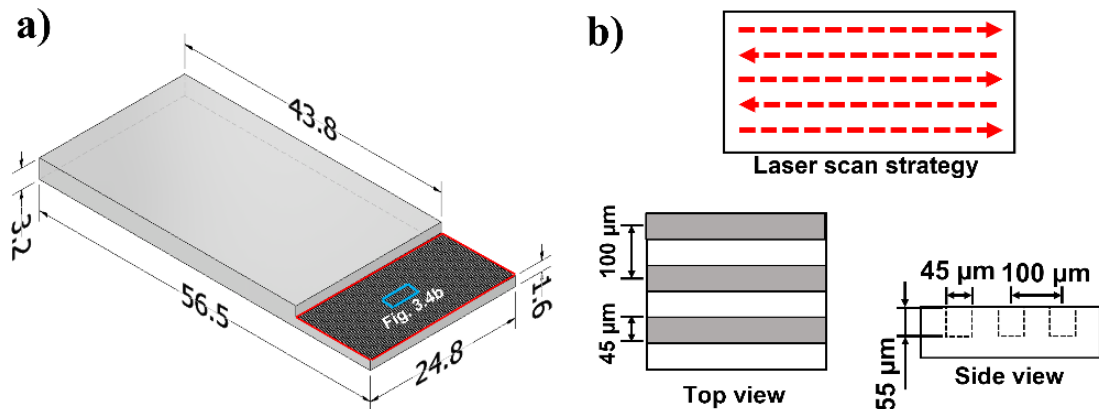 a)
43.8
3.2
56.5
24.8
1.6
Fig. 3.4b
b)
Laser scan strategy
100 µm
45 µm
Top view
45 µm
100 µm
55 µm
Side view